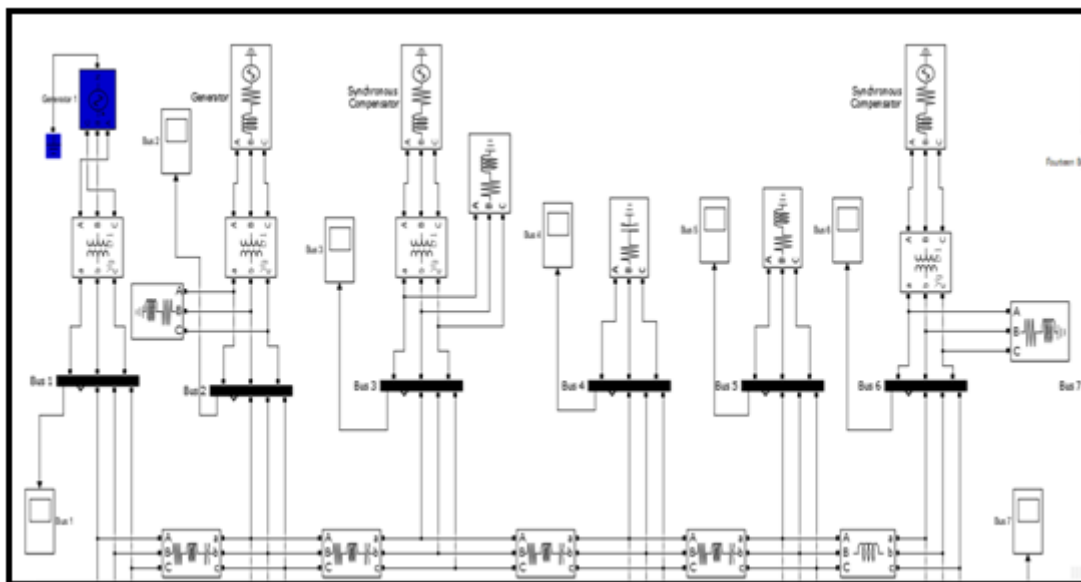 Generator 1
Generator
Synchronous
Compensator
Synchronous
Compensator
Bus 2
Bus 3
Bus 4
Bus 5
Bus 6
A B C
A B C
A B C
A B C
A B C
A B C
A B C
A B C
A B C
A B C
A
B
C
A
B
C
Bus 1
Bus 2
Bus 3
Bus 4
Bus 5
Bus 6
Bus 7
Bus 1
Bus 7
A
B
C
a
b
c
A
B
C
a
b
c
A
B
C
a
b
c
A
B
C
a
b
c
A
B
C
a
b
c